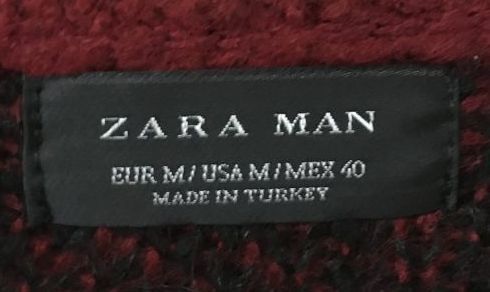 ZARA MAN
EUR M/ USA M / MEX 40
MADE IN TURKEY